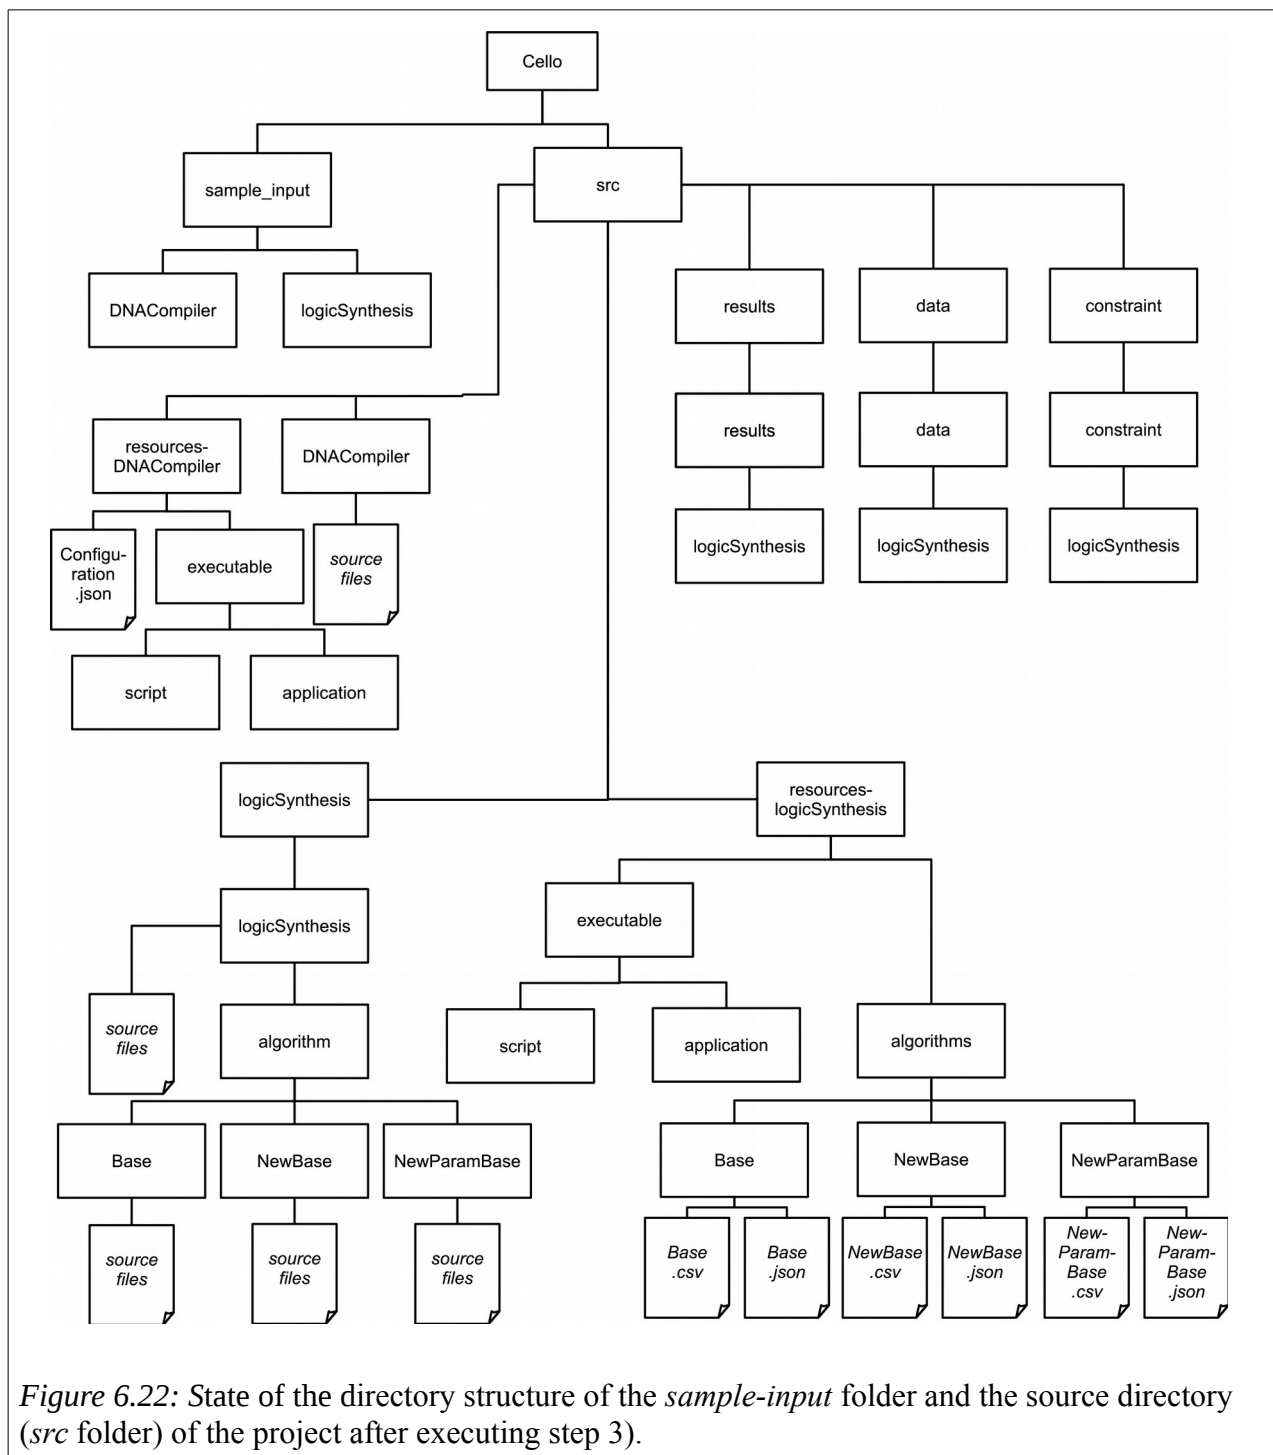 Cello
sample_input
src
DNACompiler
logicSynthesis
results
data
constraint
results
data
constraint
resources-
DNACompiler
DNACompiler
logicSynthesis
logicSynthesis
logicSynthesis
Configu-
ration
.json
executable
source
files
script
application
logicSynthesis
resources-
logicSynthesis
logicSynthesis
executable
source
files
algorithm
script
application
algorithms
Base
NewBase
NewParamBase
Base
NewBase
NewParamBase
source
files
source
files
source
files
Base
.csv
Base
.json
NewBase
.csv
NewBase
.json
New-
Param-
Base
.csv
New-
Param-
Base
.json
Figure 6.22: State of the directory structure of the sample-input folder and the source directory
(src folder) of the project after executing step 3).